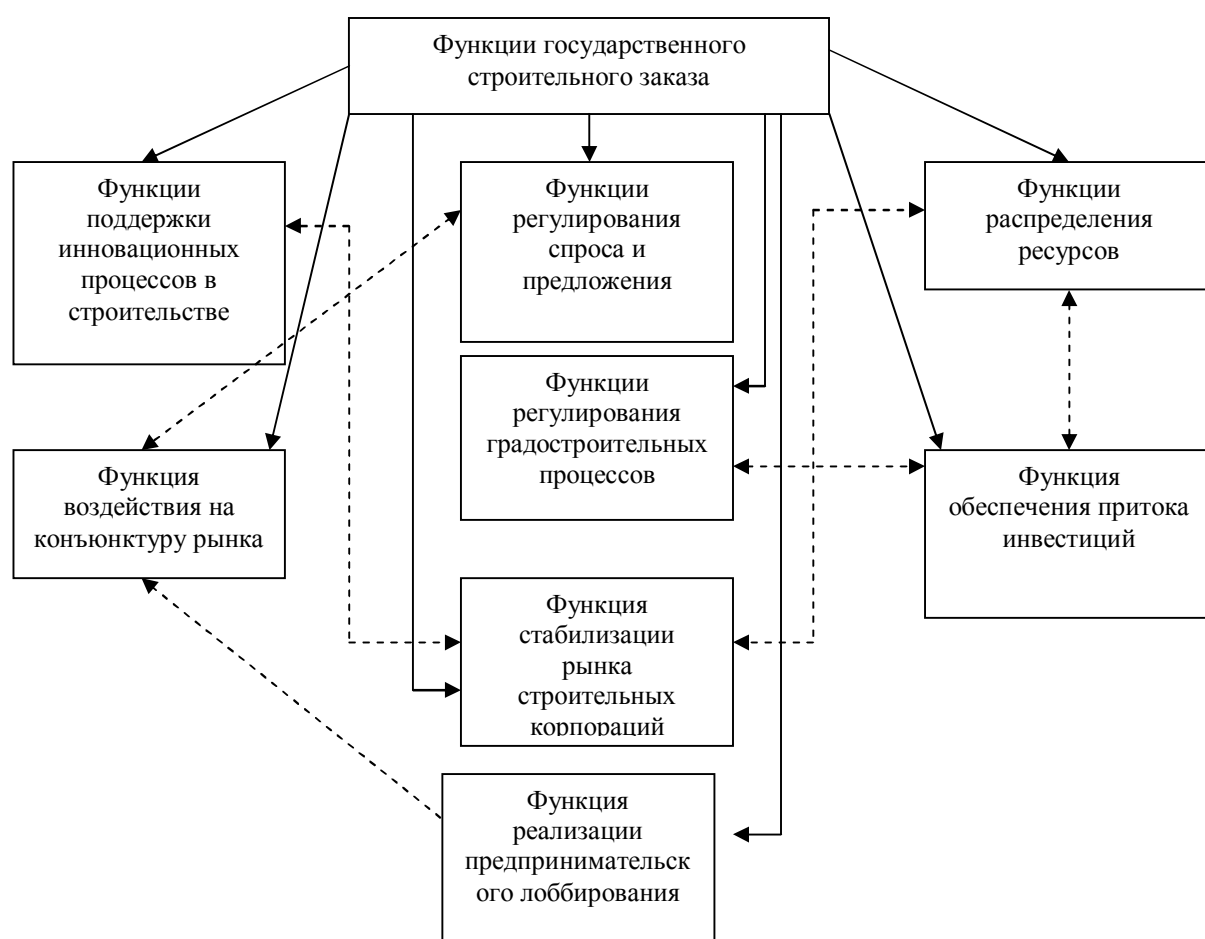 Функции государственного
строительного заказа
Функции
поддержки
инновационных
процессов в
строительстве
Функции
регулирования
спроса и
предложения
Функции
распределения
ресурсов
Функции
регулирования
градостроительных
процессов
Функция
воздействия на
конъюнктуру рынка
Функция
обеспечения притока
инвестиций
Функция
стабилизации
рынка
строительных
корпораций
Функция
реализации
предпринимательск
ого лоббирования